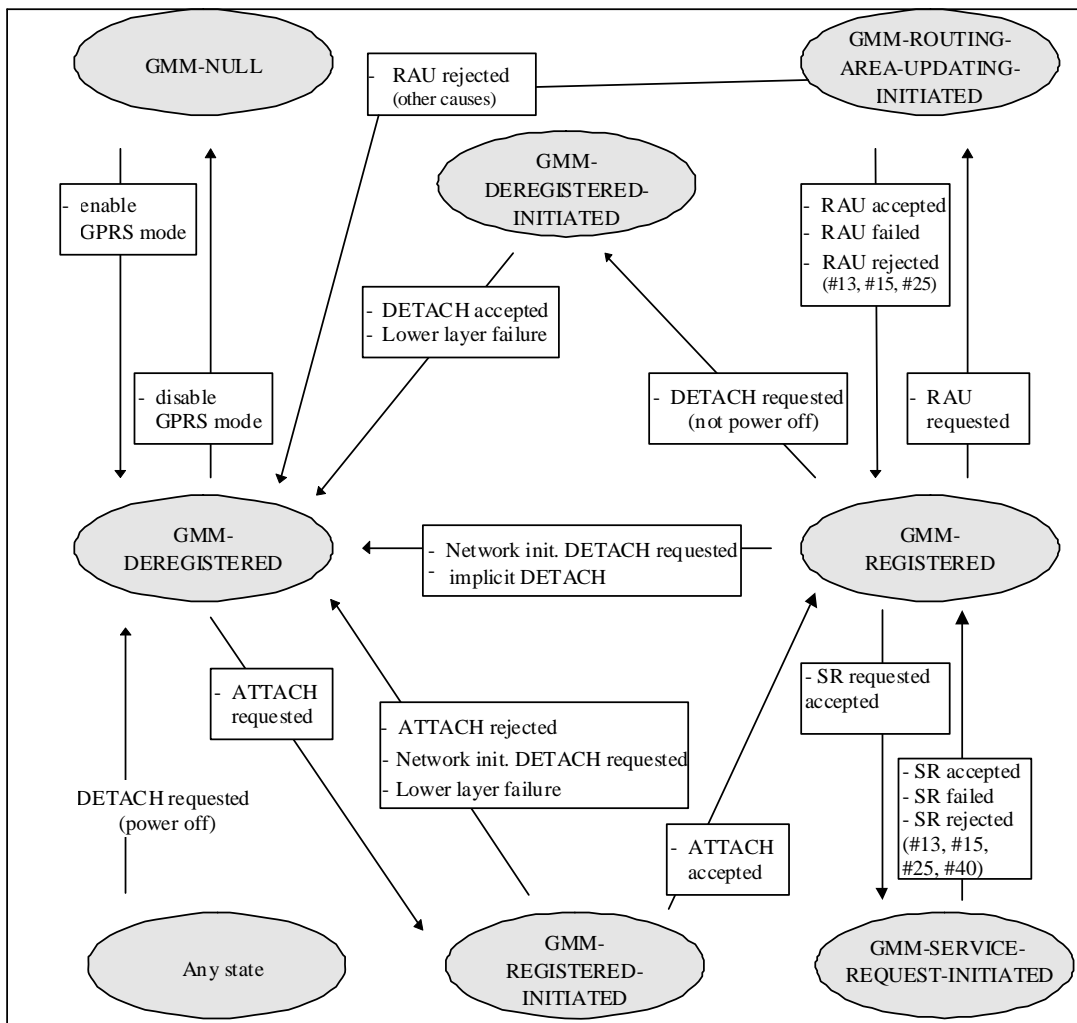 GMM-NULL
GMM-ROUTING-
AREA-UPDATING-
INITIATED
- RAU rejected
(other causes)
GMM-
DEREGISTERED-
INITIATED
- enable
GPRS mode
- RAU accepted
- RAU failed
- RAU rejected
(#13, #15, #25)
- DETACH accepted
- Lower layer failure
- disable
GPRS mode
- DETACH requested
(not power off)
- RAU
requested
GMM-
DEREGISTERED
- Network init. DETACH requested
- implicit DETACH
GMM-
REGISTERED
- ATTACH
requested
- ATTACH rejected
- Network init. DETACH requested
- Lower layer failure
- SR requested
accepted
DETACH requested
(power off)
- ATTACH
accepted
- SR accepted
- SR failed
- SR rejected
(#13, #15,
#25, #40)
Any state
GMM-
REGISTERED-
INITIATED
GMM-SERVICE-
REQUEST-INITIATED